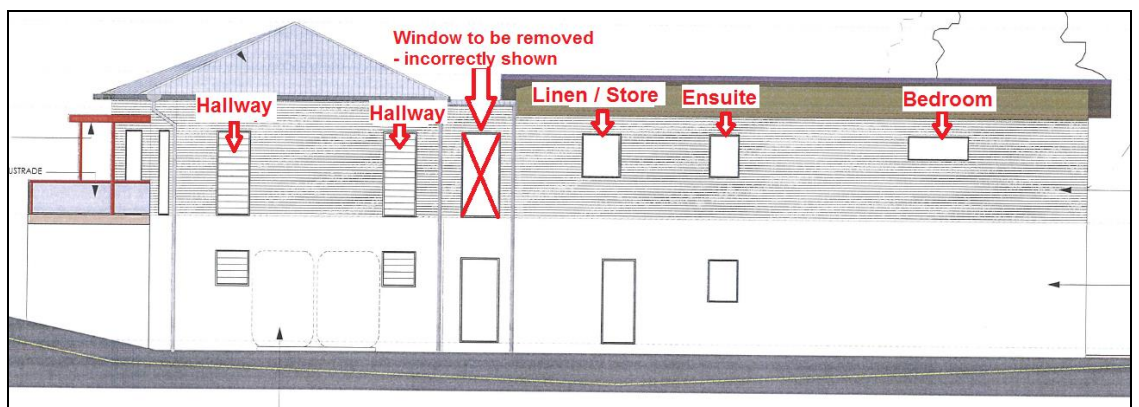 Window to be removed
- incorrectly shown
Hallway
Hallway
Linen / Store
Ensuite
Bedroom
USTRADE